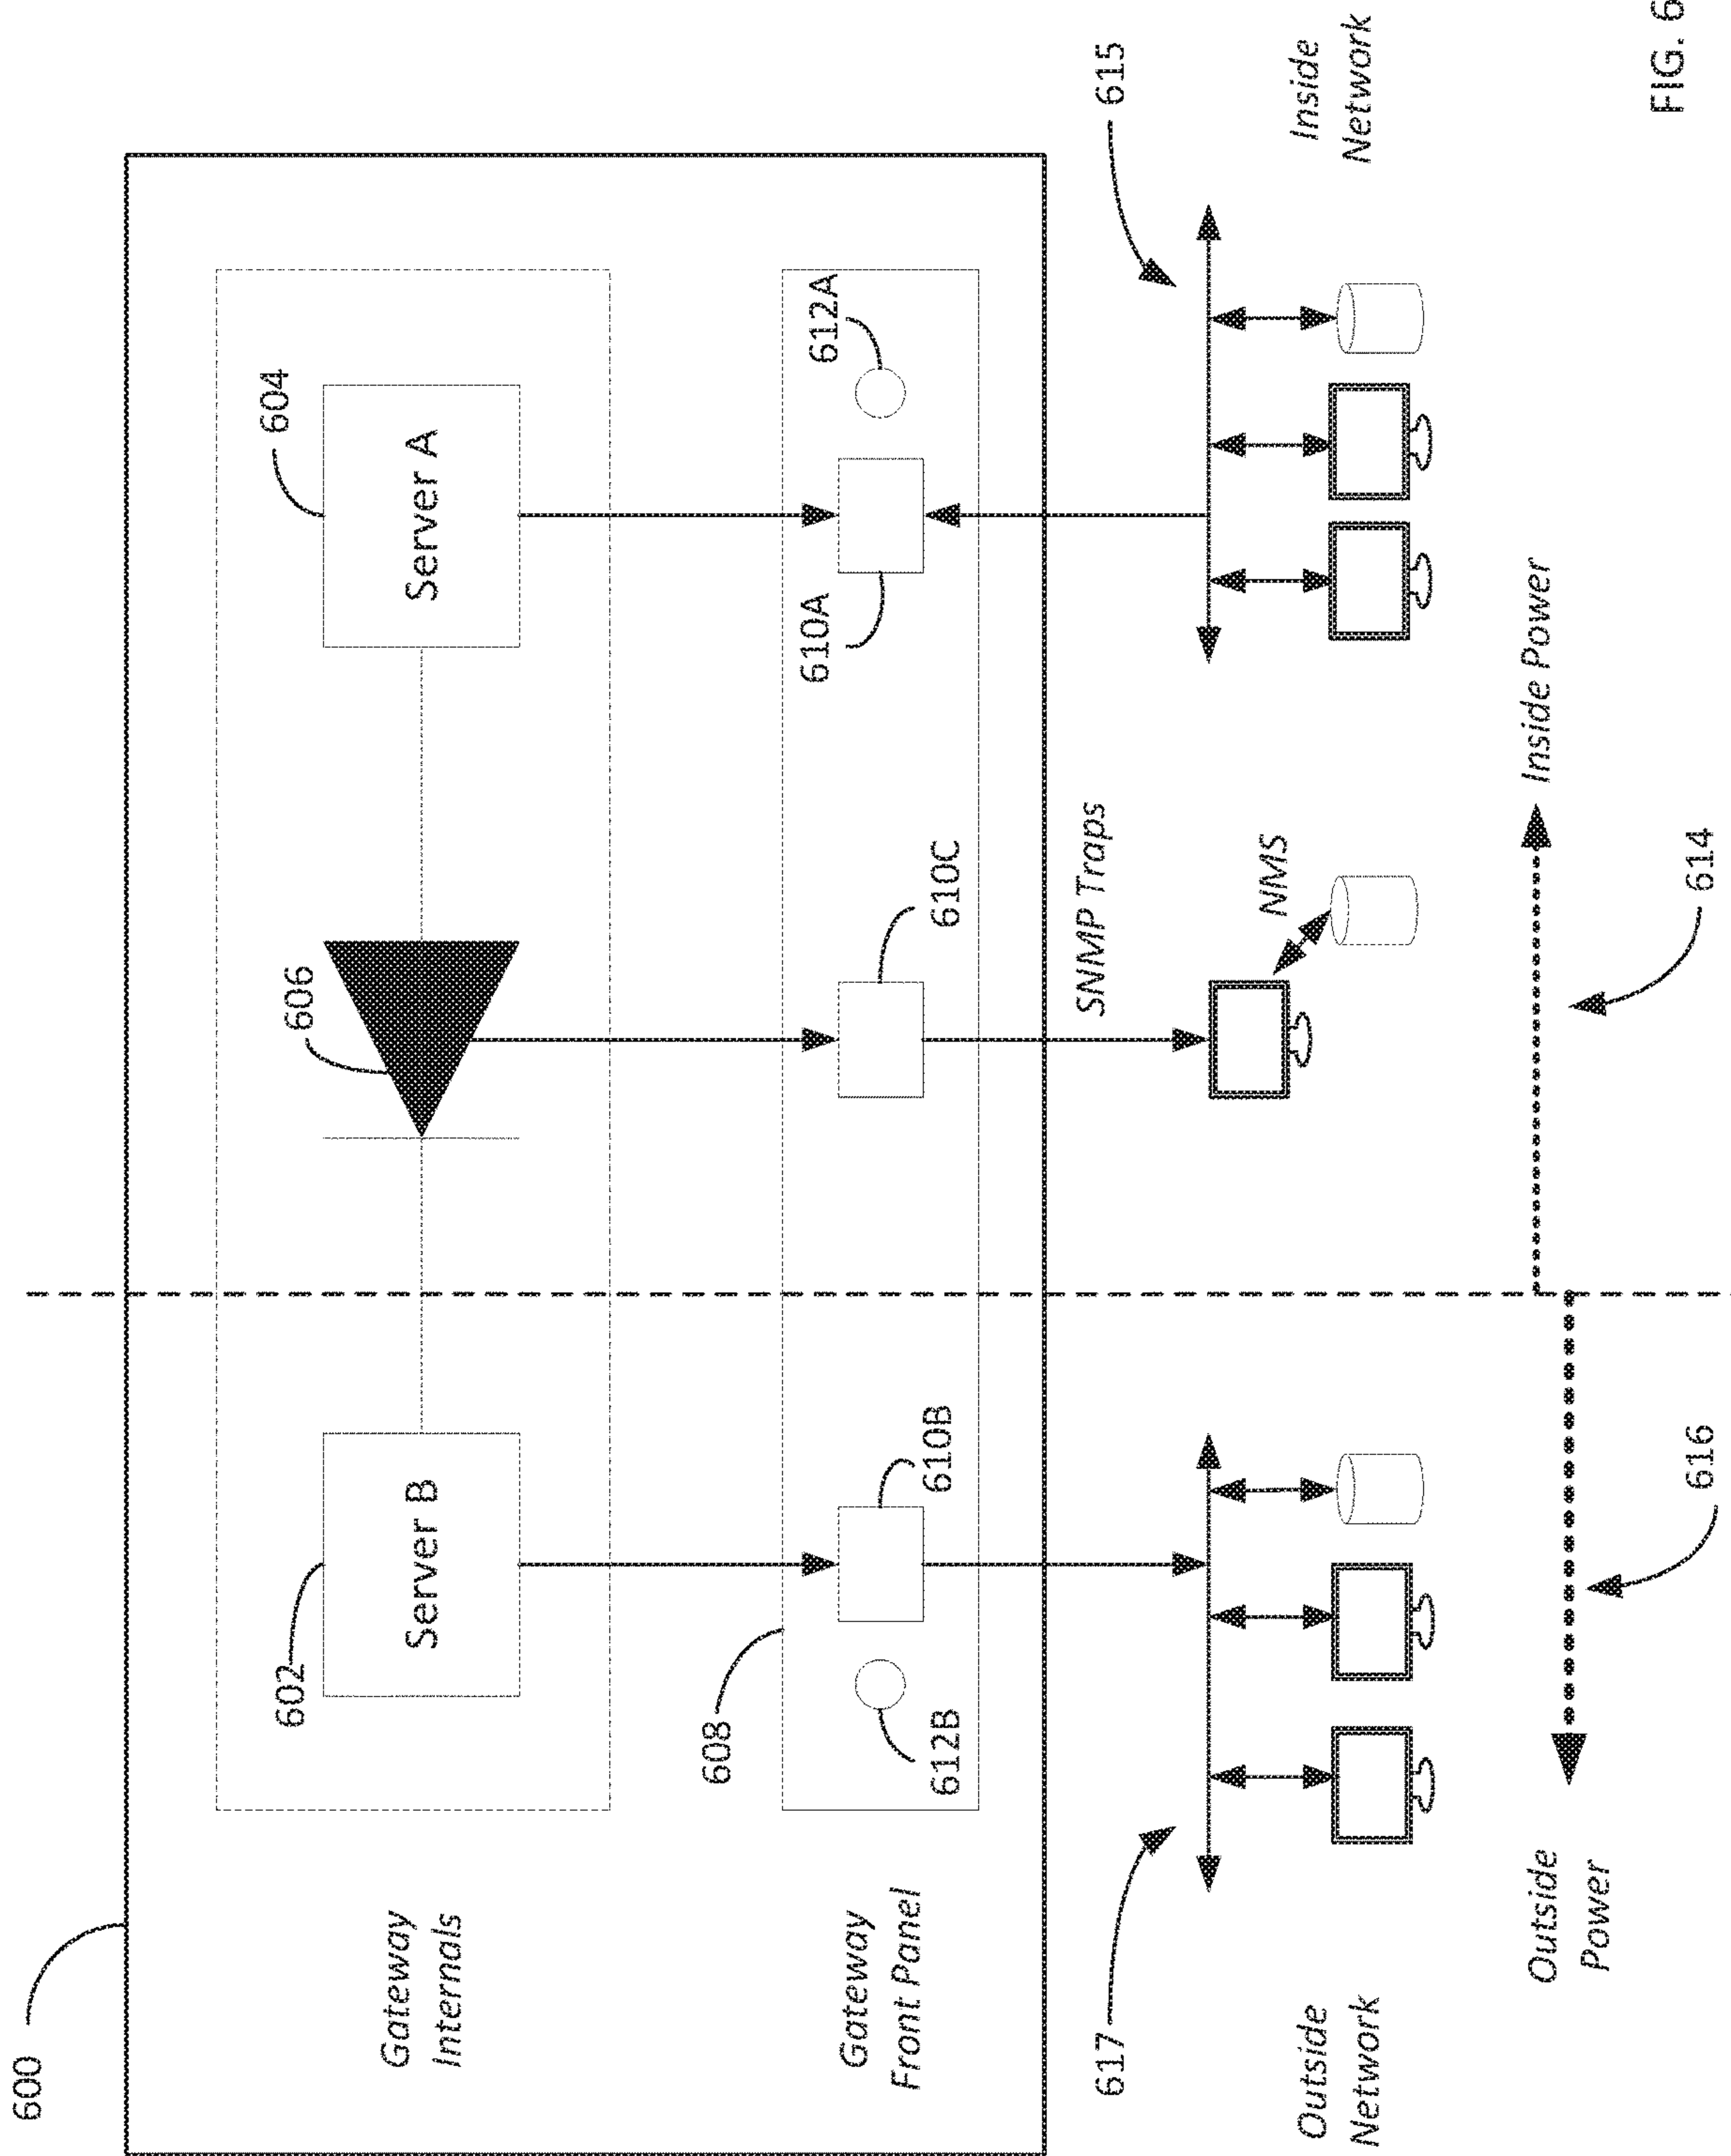 600
Gateway
Internals
602
Server B
606
604
Server A
Gateway
Front Panel
608
612B
610B
610C
610A
612A
617
SNMP Traps
615
Outside
Network
NMS
Inside
Network
Outside
Power
Inside Power
616
614
FIG. 6